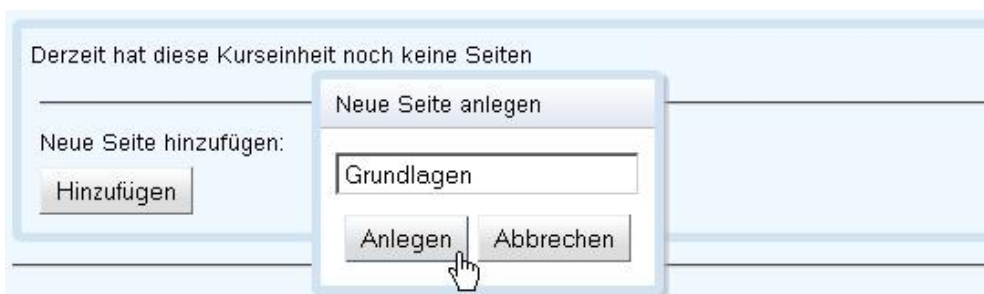 Derzeit hat diese Kurseinheit noch keine Seiten
Neue Seite anlegen
Neue Seite hinzufügen:
Grundlagen
Hinzufügen
Anlegen Abbrechen